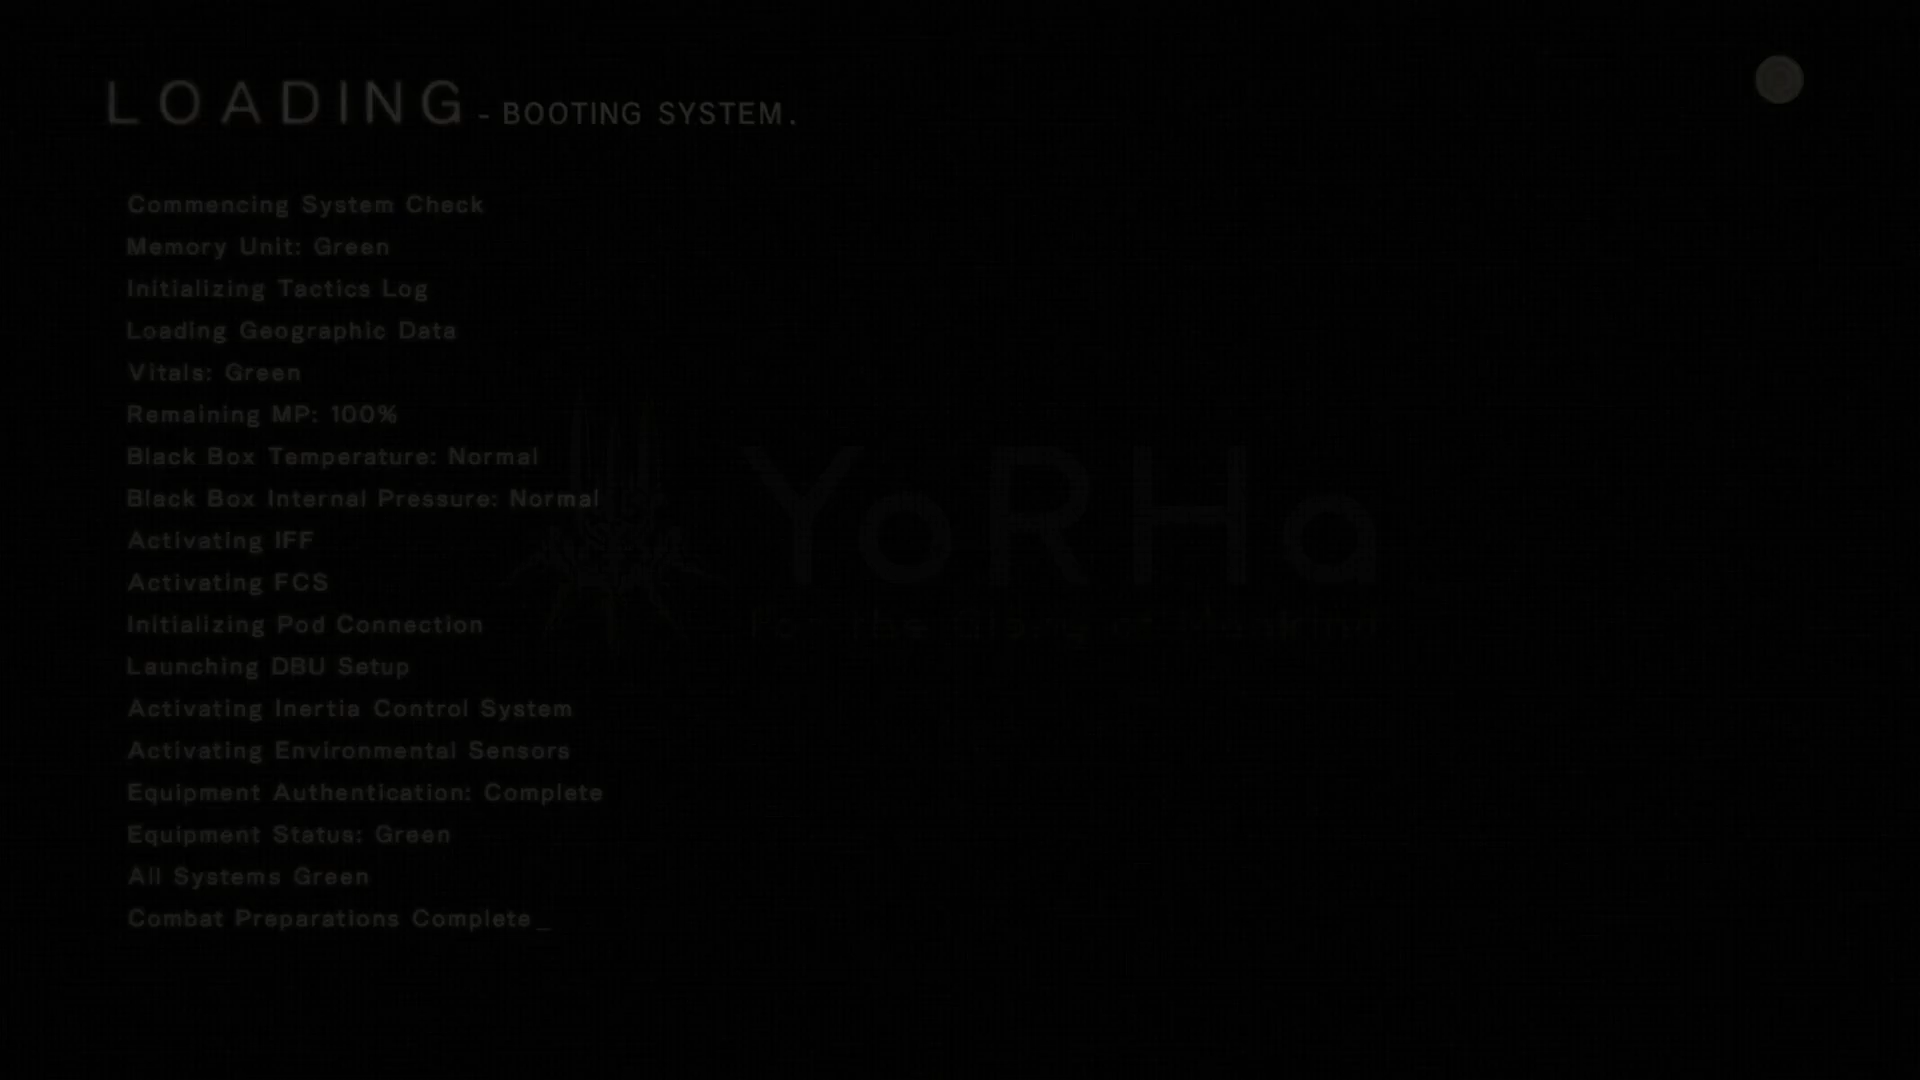 LOADING - BOOTING SYSTEM.
Commencing System Check
Memory Unit: Green
Initializing Tactics Log
Loading Geographic Data
Vitals: Green
Remaining MP: 100%
Black Box Temperature: Normal
Black Box Internal Pressure: Normal
Activating IFF
Activating FCS
Initializing Pod Connection
Launching DBU Setup
Activating Inertia Control System
Activating Environmental Sensors
Equipment Authentication: Complete
Equipment Status: Green
All Systems Green
Combat Preparations Complete_
YoRHa